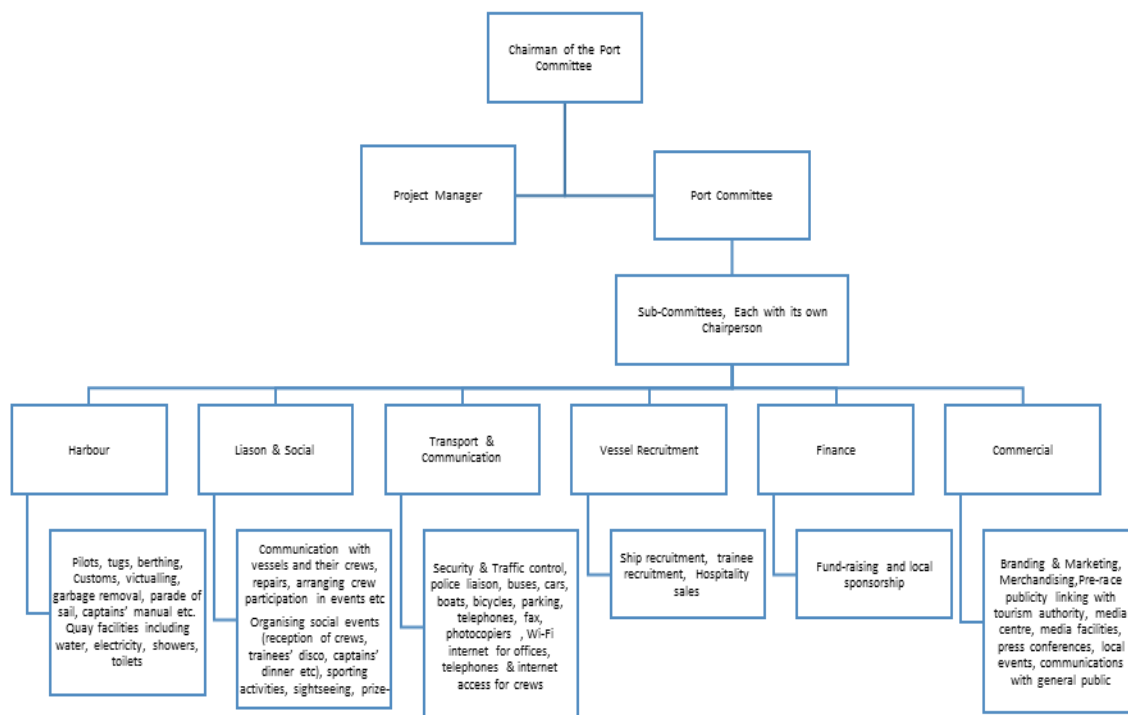 Chairman of the Port
Committee
Project Manager
Port Committee
Sub-Committees, Each with its own
Chairperson
Harbour
Liason & Social
Transport &
Communication
Vessel Recruitment
Finance
Commercial
Pilots, tugs, berthing,
Customs, victualling,
garbage removal, parade of
sail, captains' manual etc.
Quay facilities including
water, electricity, showers,
toilets
Communication with
vessels and their crews,
repairs, arranging crew
participation in events etc
Organising social events
(reception of crews,
trainees' disco, captains'
dinner etc), sporting
activities, sightseeing, prize-
Security & Traffic control,
police liaison, buses, cars,
boats, bicycles, parking,
telephones, fax,
photocopiers , Wi-Fi
internet for offices,
telephones & internet
access for crews
Ship recruitment, trainee
recruitment, Hospitality
sales
Fund-raising and local
sponsorship
Branding & Marketing,
Merchandising,Pre-race
publicity linking with
tourism authority, media
centre, media facilities,
press conferences, local
events, communications
with general public